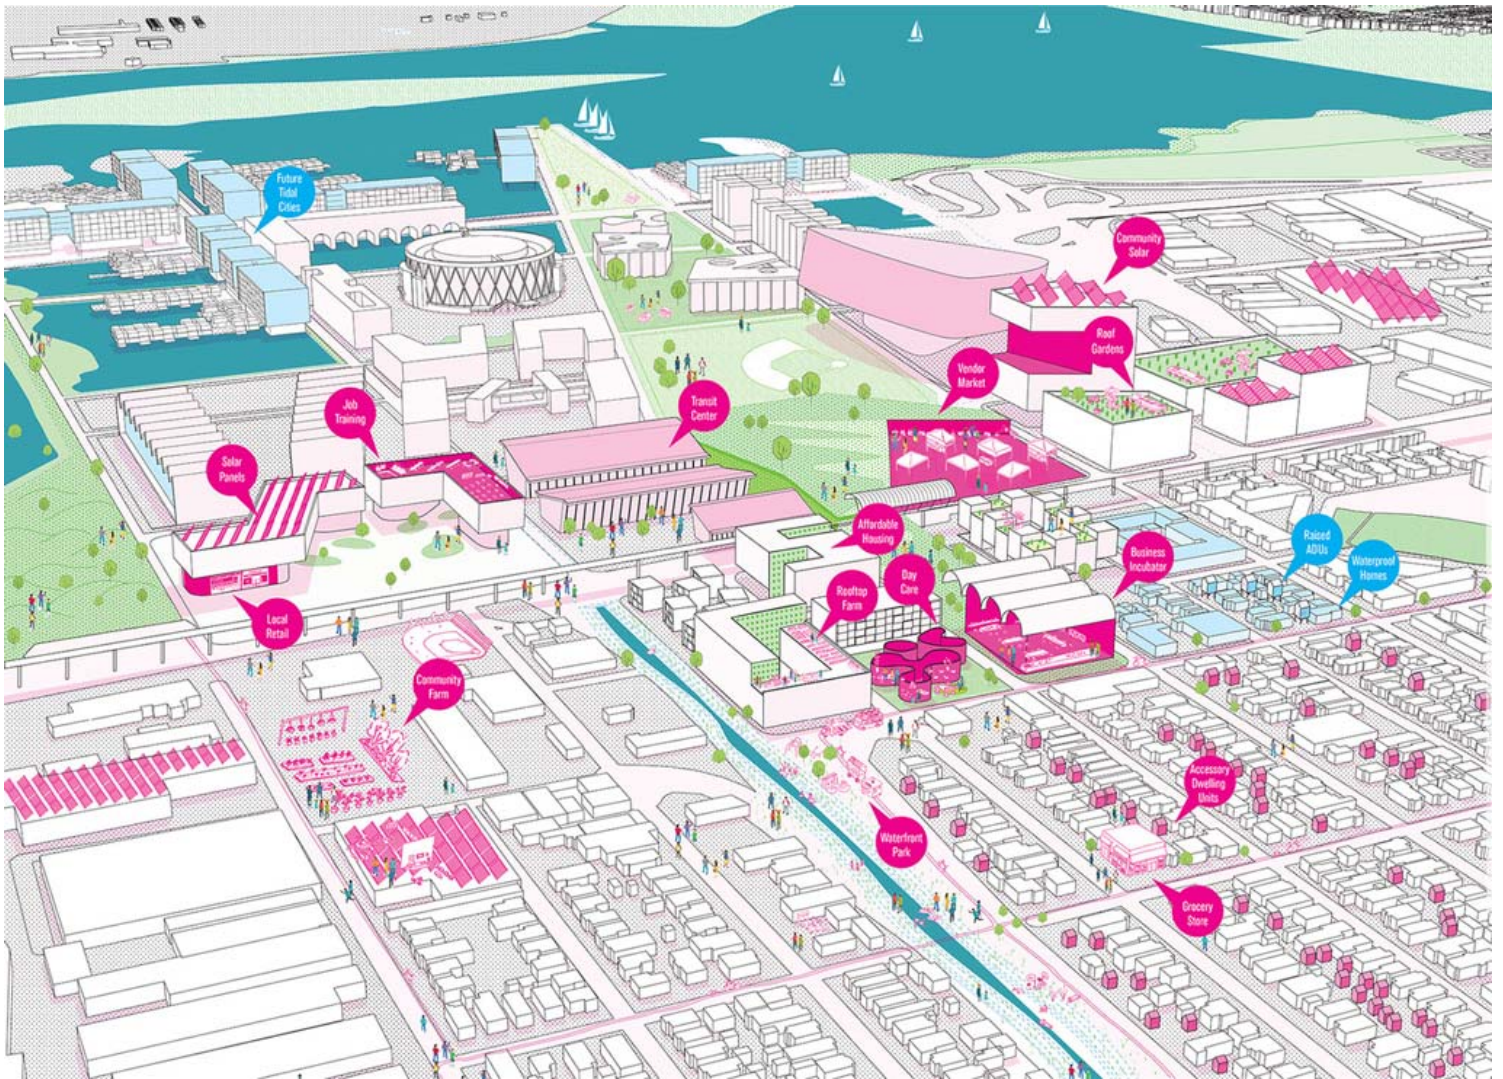 Future
Tidal
Cities
Community
Solar
Roof
Gardens
Vendor
Market
Transit
Center
Job
Training
Solar
Panels
Affordable
Housing
Business
Incubator
Raised
ADUs
Waterproof
Homes
Day
Care
Rooftop
Farm
Local
Retail
Community
Farm
Accessory
Dwelling
Units
Waterfront
Park
Grocery
Store